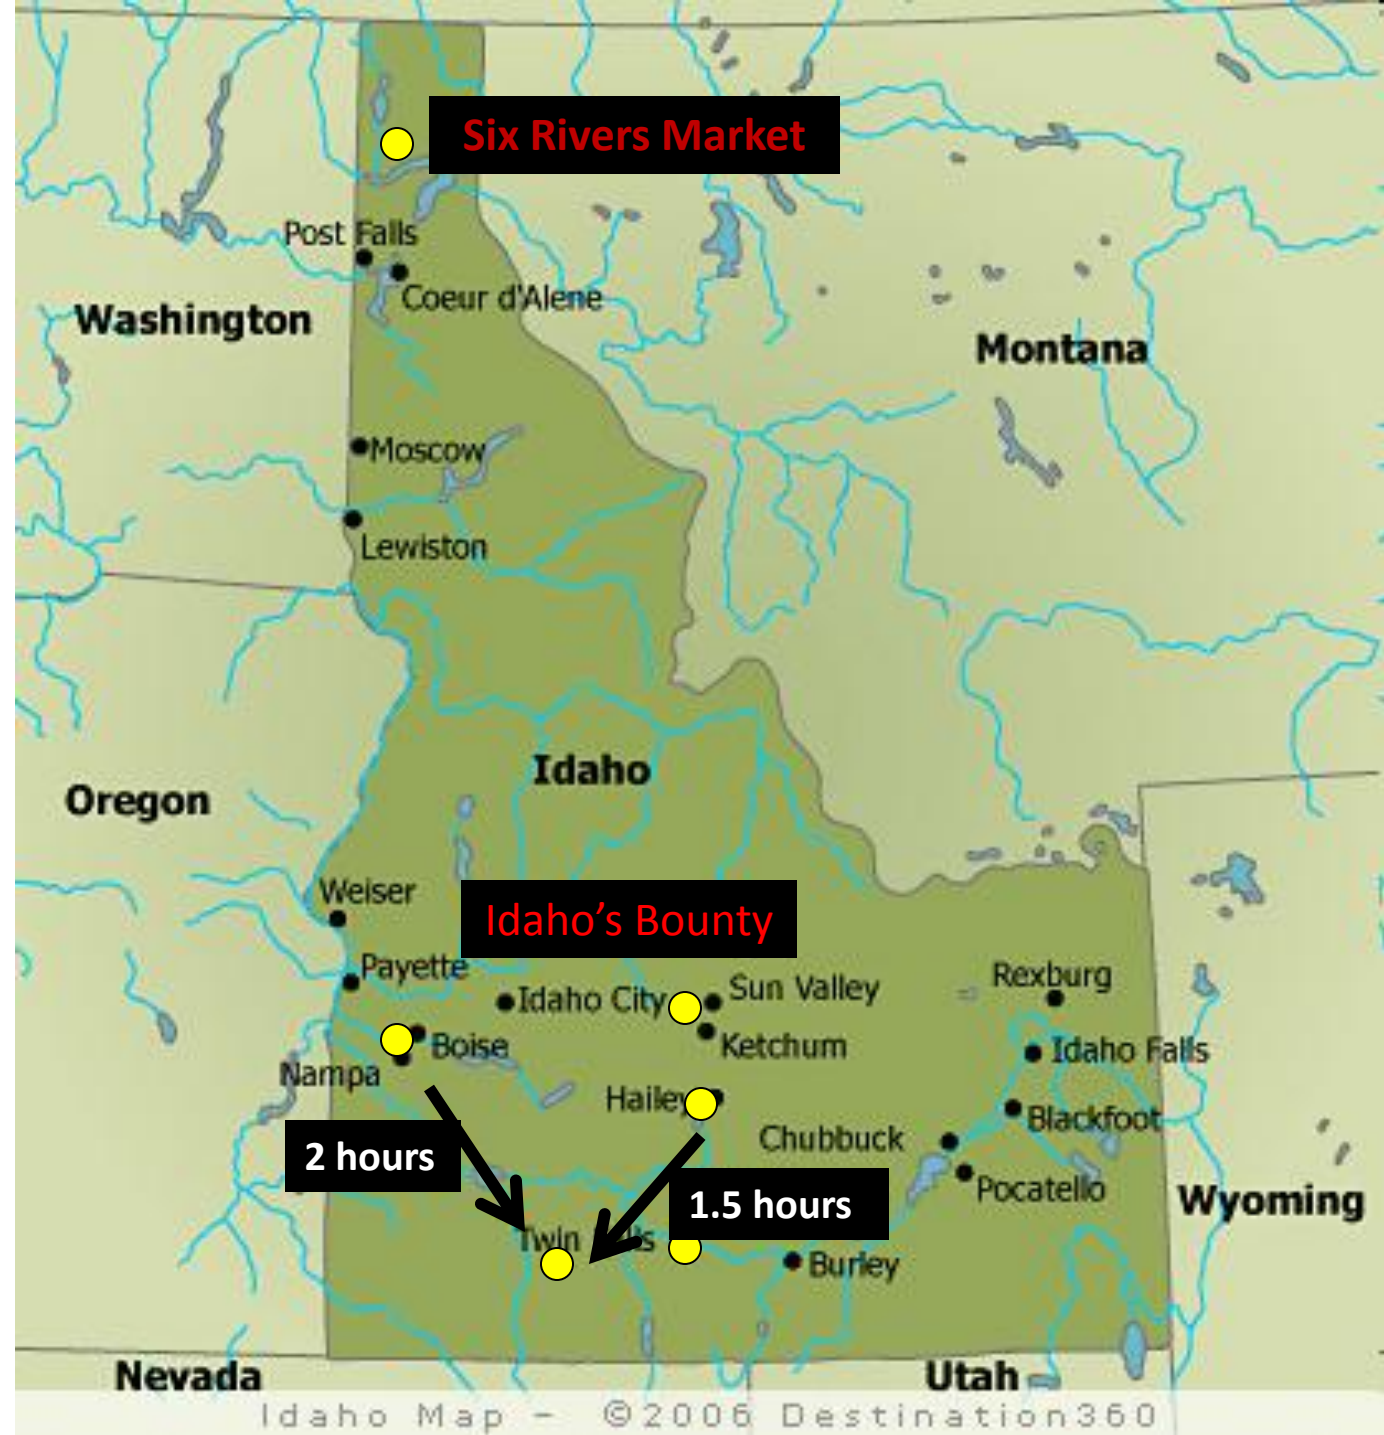 Six Rivers Market
Post Falls
Coeur d'Alene
Washington
Montana
Moscow
Lewiston
Idaho
Oregon
Weiser
Idaho's Bounty
Payette
Idaho City
Sun Valley
Rexburg
Boise
Ketchum
Idaho Falls
Nampa
Hailey
Blackfoot
Chubbuck
2 hours
Pocatello
1.5 hours
Wyoming
Twin
Burley
Nevada
Utah
Idaho Map - ©2006 Destination360